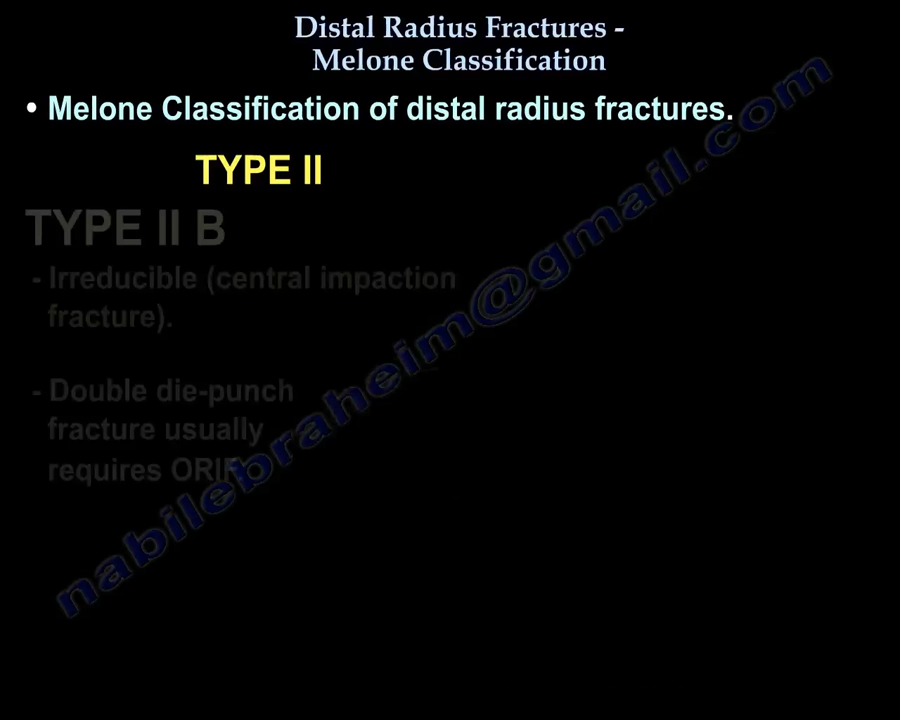 Distal Radius Fractures -
Melone Classification
• Melone Classification of distal radius fractures.
TYPE II
TYPE II B
- Irreducible (central impaction
fracture).
- Double die-punch
fracture usually
requires ORIF.
nabilebraheim@gmail.com